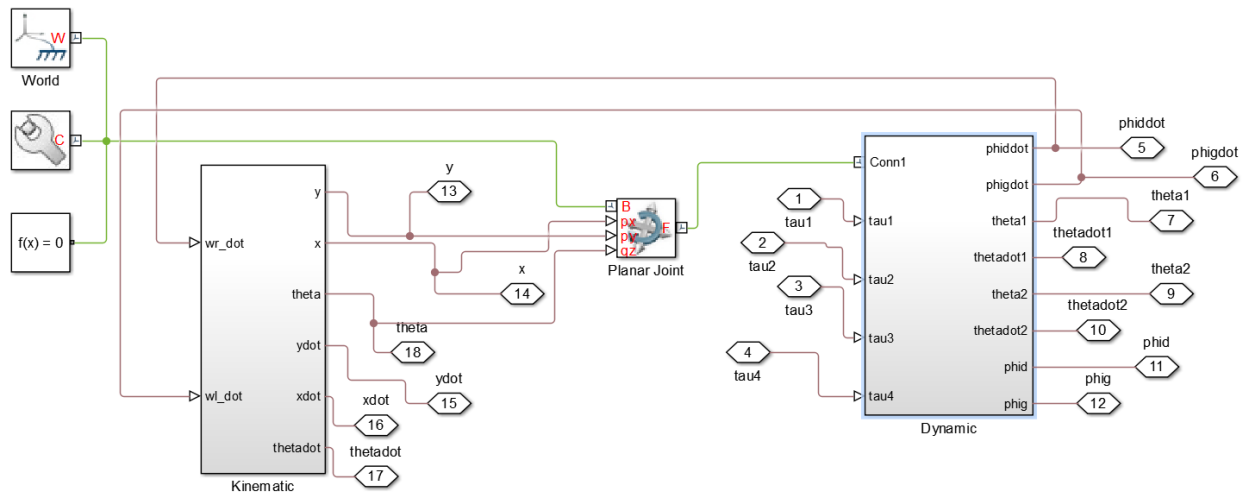 W
World
C
f(x) = 0
wr_dot
wl_dot
y
x
theta
ydot
xdot
thetadot
Kinematic
y
13
x
14
theta
18
ydot
15
xdot
16
thetadot
17
B
px
py
qz
F
Planar Joint
1
tau1
2
tau2
3
tau3
4
tau4
Conn1
tau1
tau2
tau3
tau4
phiddot
phigdot
theta1
thetadot1
theta2
thetadot2
phid
phig
Dynamic
phiddot
5
phigdot
6
theta1
7
thetadot1
8
theta2
9
thetadot2
10
phid
11
phig
12